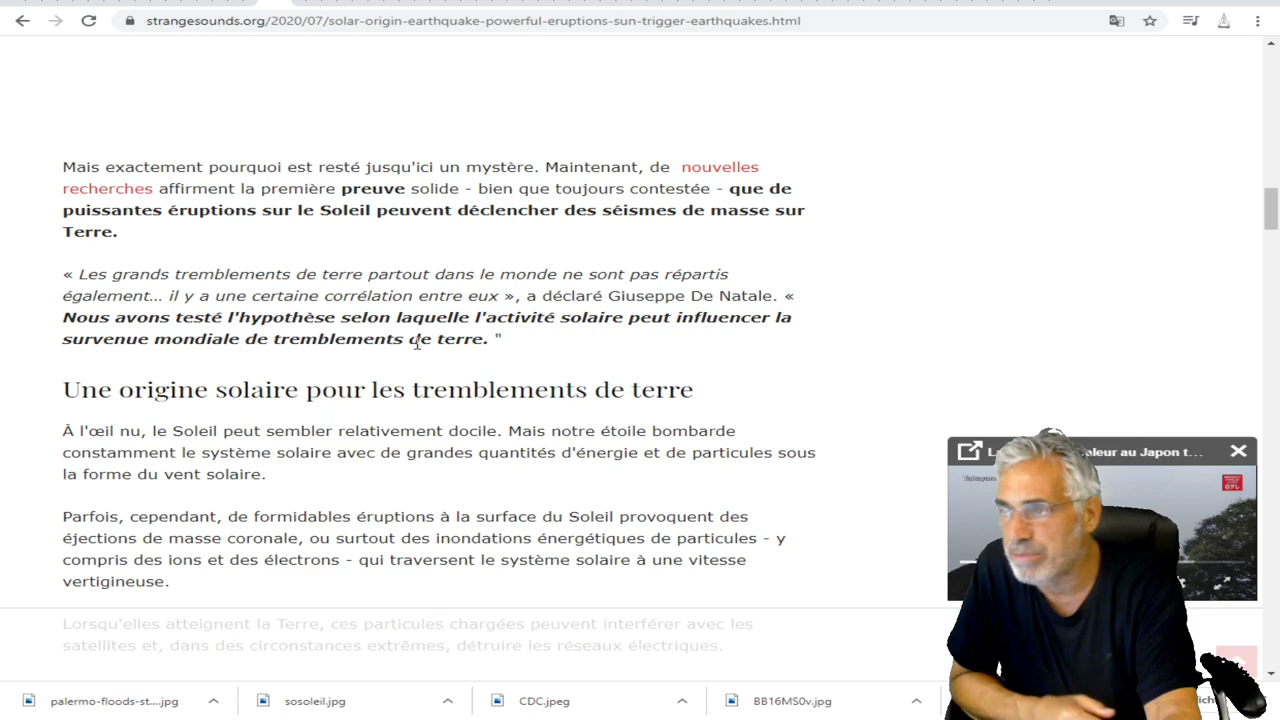 strangesounds.org/2020/07/solar-origin-earthquake-powerful-eruptions-sun-trigger-earthquakes.html
Mais exactement pourquoi est resté jusqu'ici un mystère. Maintenant, de nouvelles
recherches affirment la première preuve solide - bien que toujours contestée - que de
puissantes éruptions sur le Soleil peuvent déclencher des séismes de masse sur
Terre.
« Les grands tremblements de terre partout dans le monde ne sont pas répartis
également... il y a une certaine corrélation entre eux », a déclaré Giuseppe De Natale. «
Nous avons testé l'hypothèse selon laquelle l'activité solaire peut influencer la
survenue mondiale de tremblements de terre. "
Une origine solaire pour les tremblements de terre
À l'œil nu, le Soleil peut sembler relativement docile. Mais notre étoile bombarde
constamment le système solaire avec de grandes quantités d'énergie et de particules sous
la forme du vent solaire.
Parfois, cependant, de formidables éruptions à la surface du Soleil provoquent des
éjections de masse coronale, ou surtout des inondations énergétiques de particules - y
compris des ions et des électrons - qui traversent le système solaire à une vitesse
vertigineuse.
Lorsqu'elles atteignent la Terre, ces particules chargées peuvent interférer avec les
satellites et, dans des circonstances extrêmes, détruire les réseaux électriques.
au Japon t...
palermo-floods-st....jpg
sosoleil.jpg
CDC.jpeg
BB16MS0v.jpg